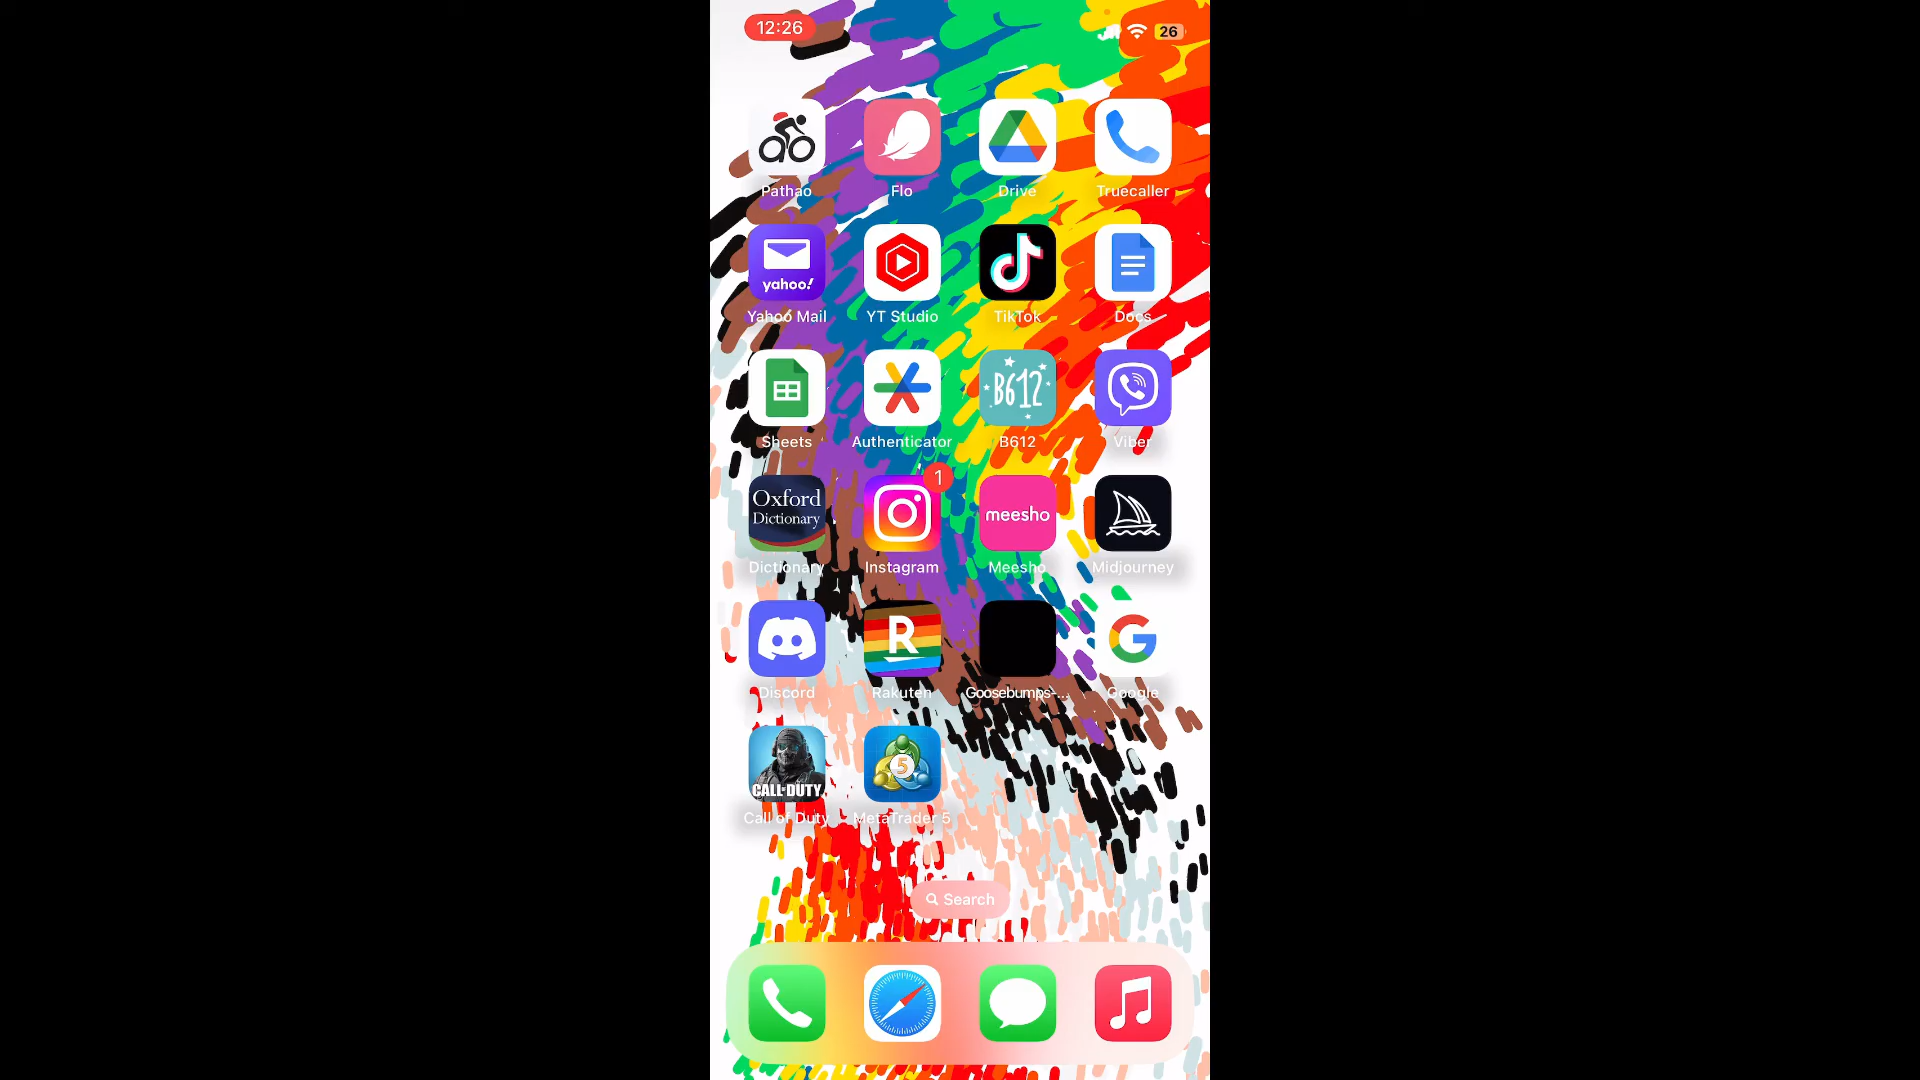 12:26
26
Pathao
Flo
Drive
Truecaller
yahoo!
Yahoo Mail
YT Studio
TikTok
Docs
B612
Sheets
Authenticator
B612
Viber
Oxford
Dictionary
meesho
1
Dictionary
Instagram
Meesho
Midjourney
R
G
Discord
Rakuten
Goosebumps-...
Google
CALL OF DUTY
5
Call of Duty
MetaTrader 5
Search